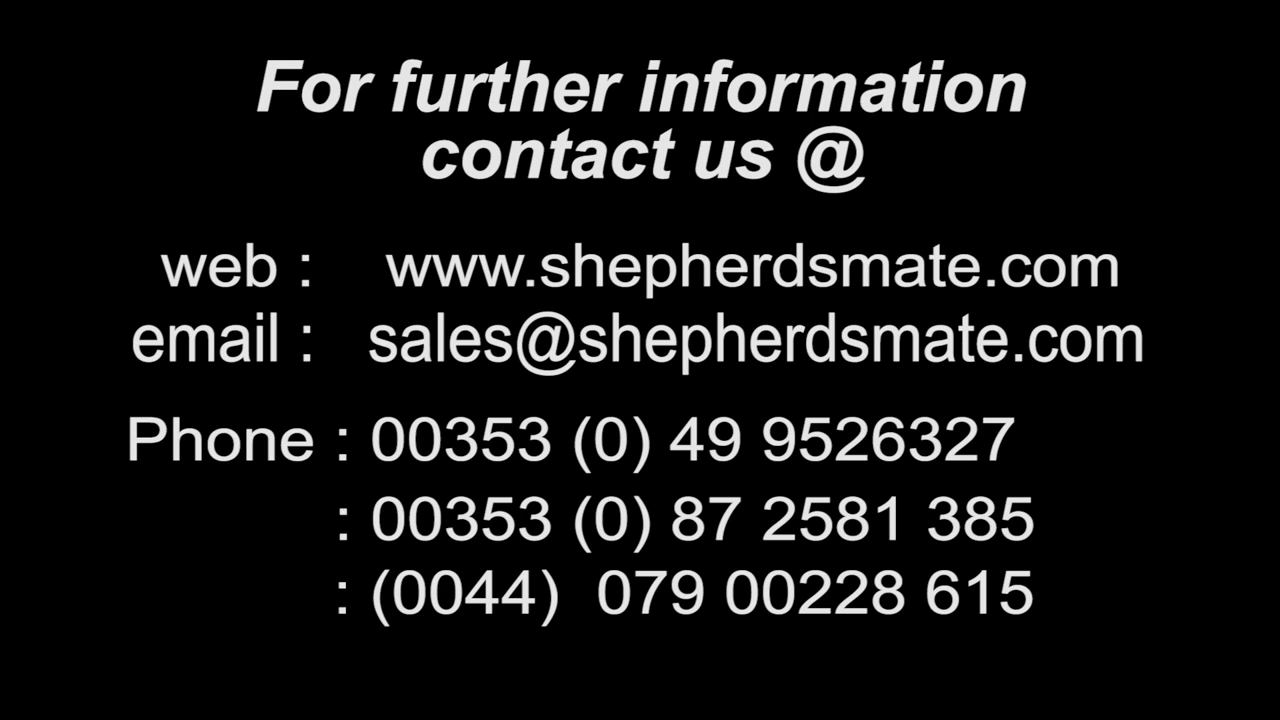 For further information
contact us @
web : www.shepherdsmate.com
email : sales@shepherdsmate.com
Phone : 00353 (0) 49 9526327
: 00353 (0) 87 2581 385
: (0044) 079 00228 615